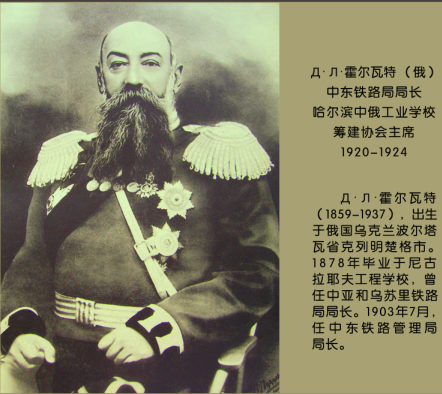 Д·Л·霍尔瓦特（俄）
中东铁路局局长
哈尔滨中俄工业学校
筹建协会主席
1920-1924
Д·Л·霍尔瓦特
（1859-1937），出生
于俄国乌克兰波尔塔
瓦省克列明楚格市。
1878年毕业于尼古
拉耶夫工程学校，曾
任中亚和乌苏里铁路
局局长。1903年7月，
任中东铁路管理局
局长。